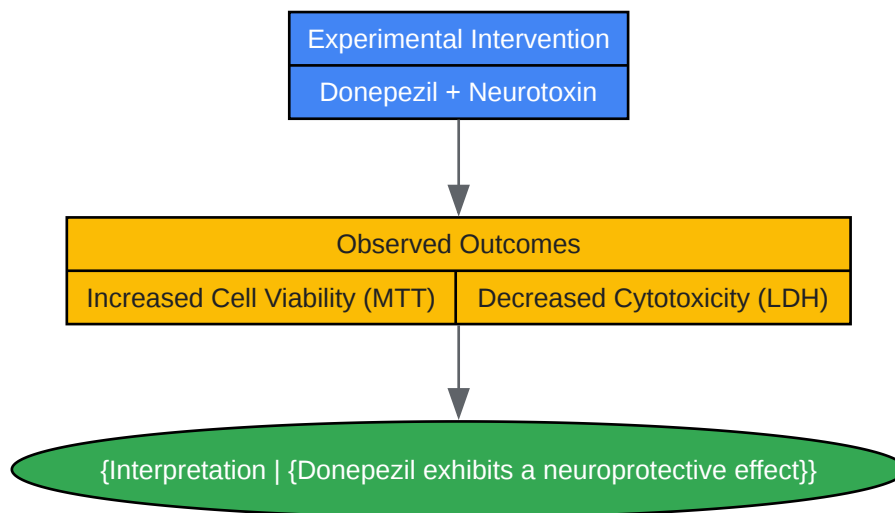 Experimental Intervention
Donepezil + Neurotoxin
Observed Outcomes
Increased Cell Viability (MTT)
Decreased Cytotoxicity (LDH)
{Interpretation | {Donepezil exhibits a neuroprotective effect}}